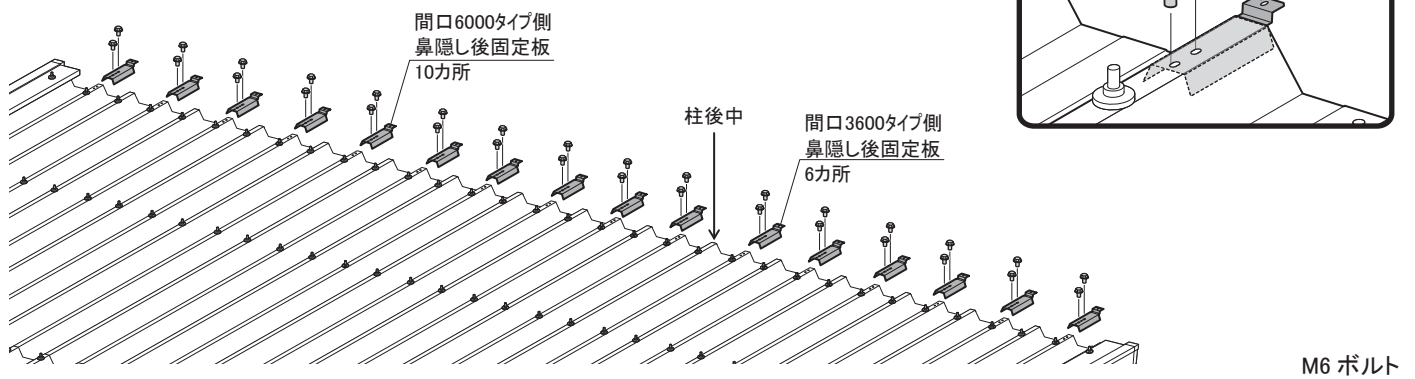 間口6000タイプ側
鼻隠し後固定板
10カ所
柱後中
間口3600タイプ側
鼻隠し後固定板
6カ所
M6 ボルト